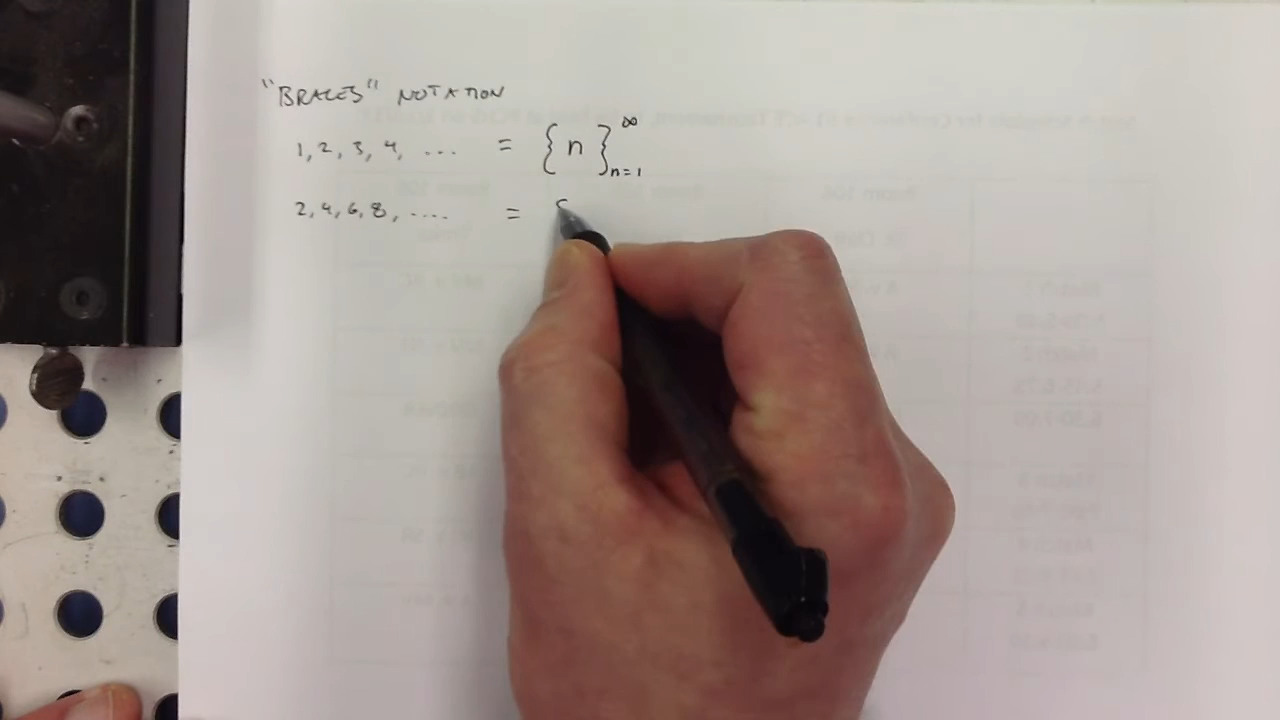 "BRACES" NOTATION
1, 2, 3, 4, ... = { n }∞ n=1
2, 4, 6, 8, .... =